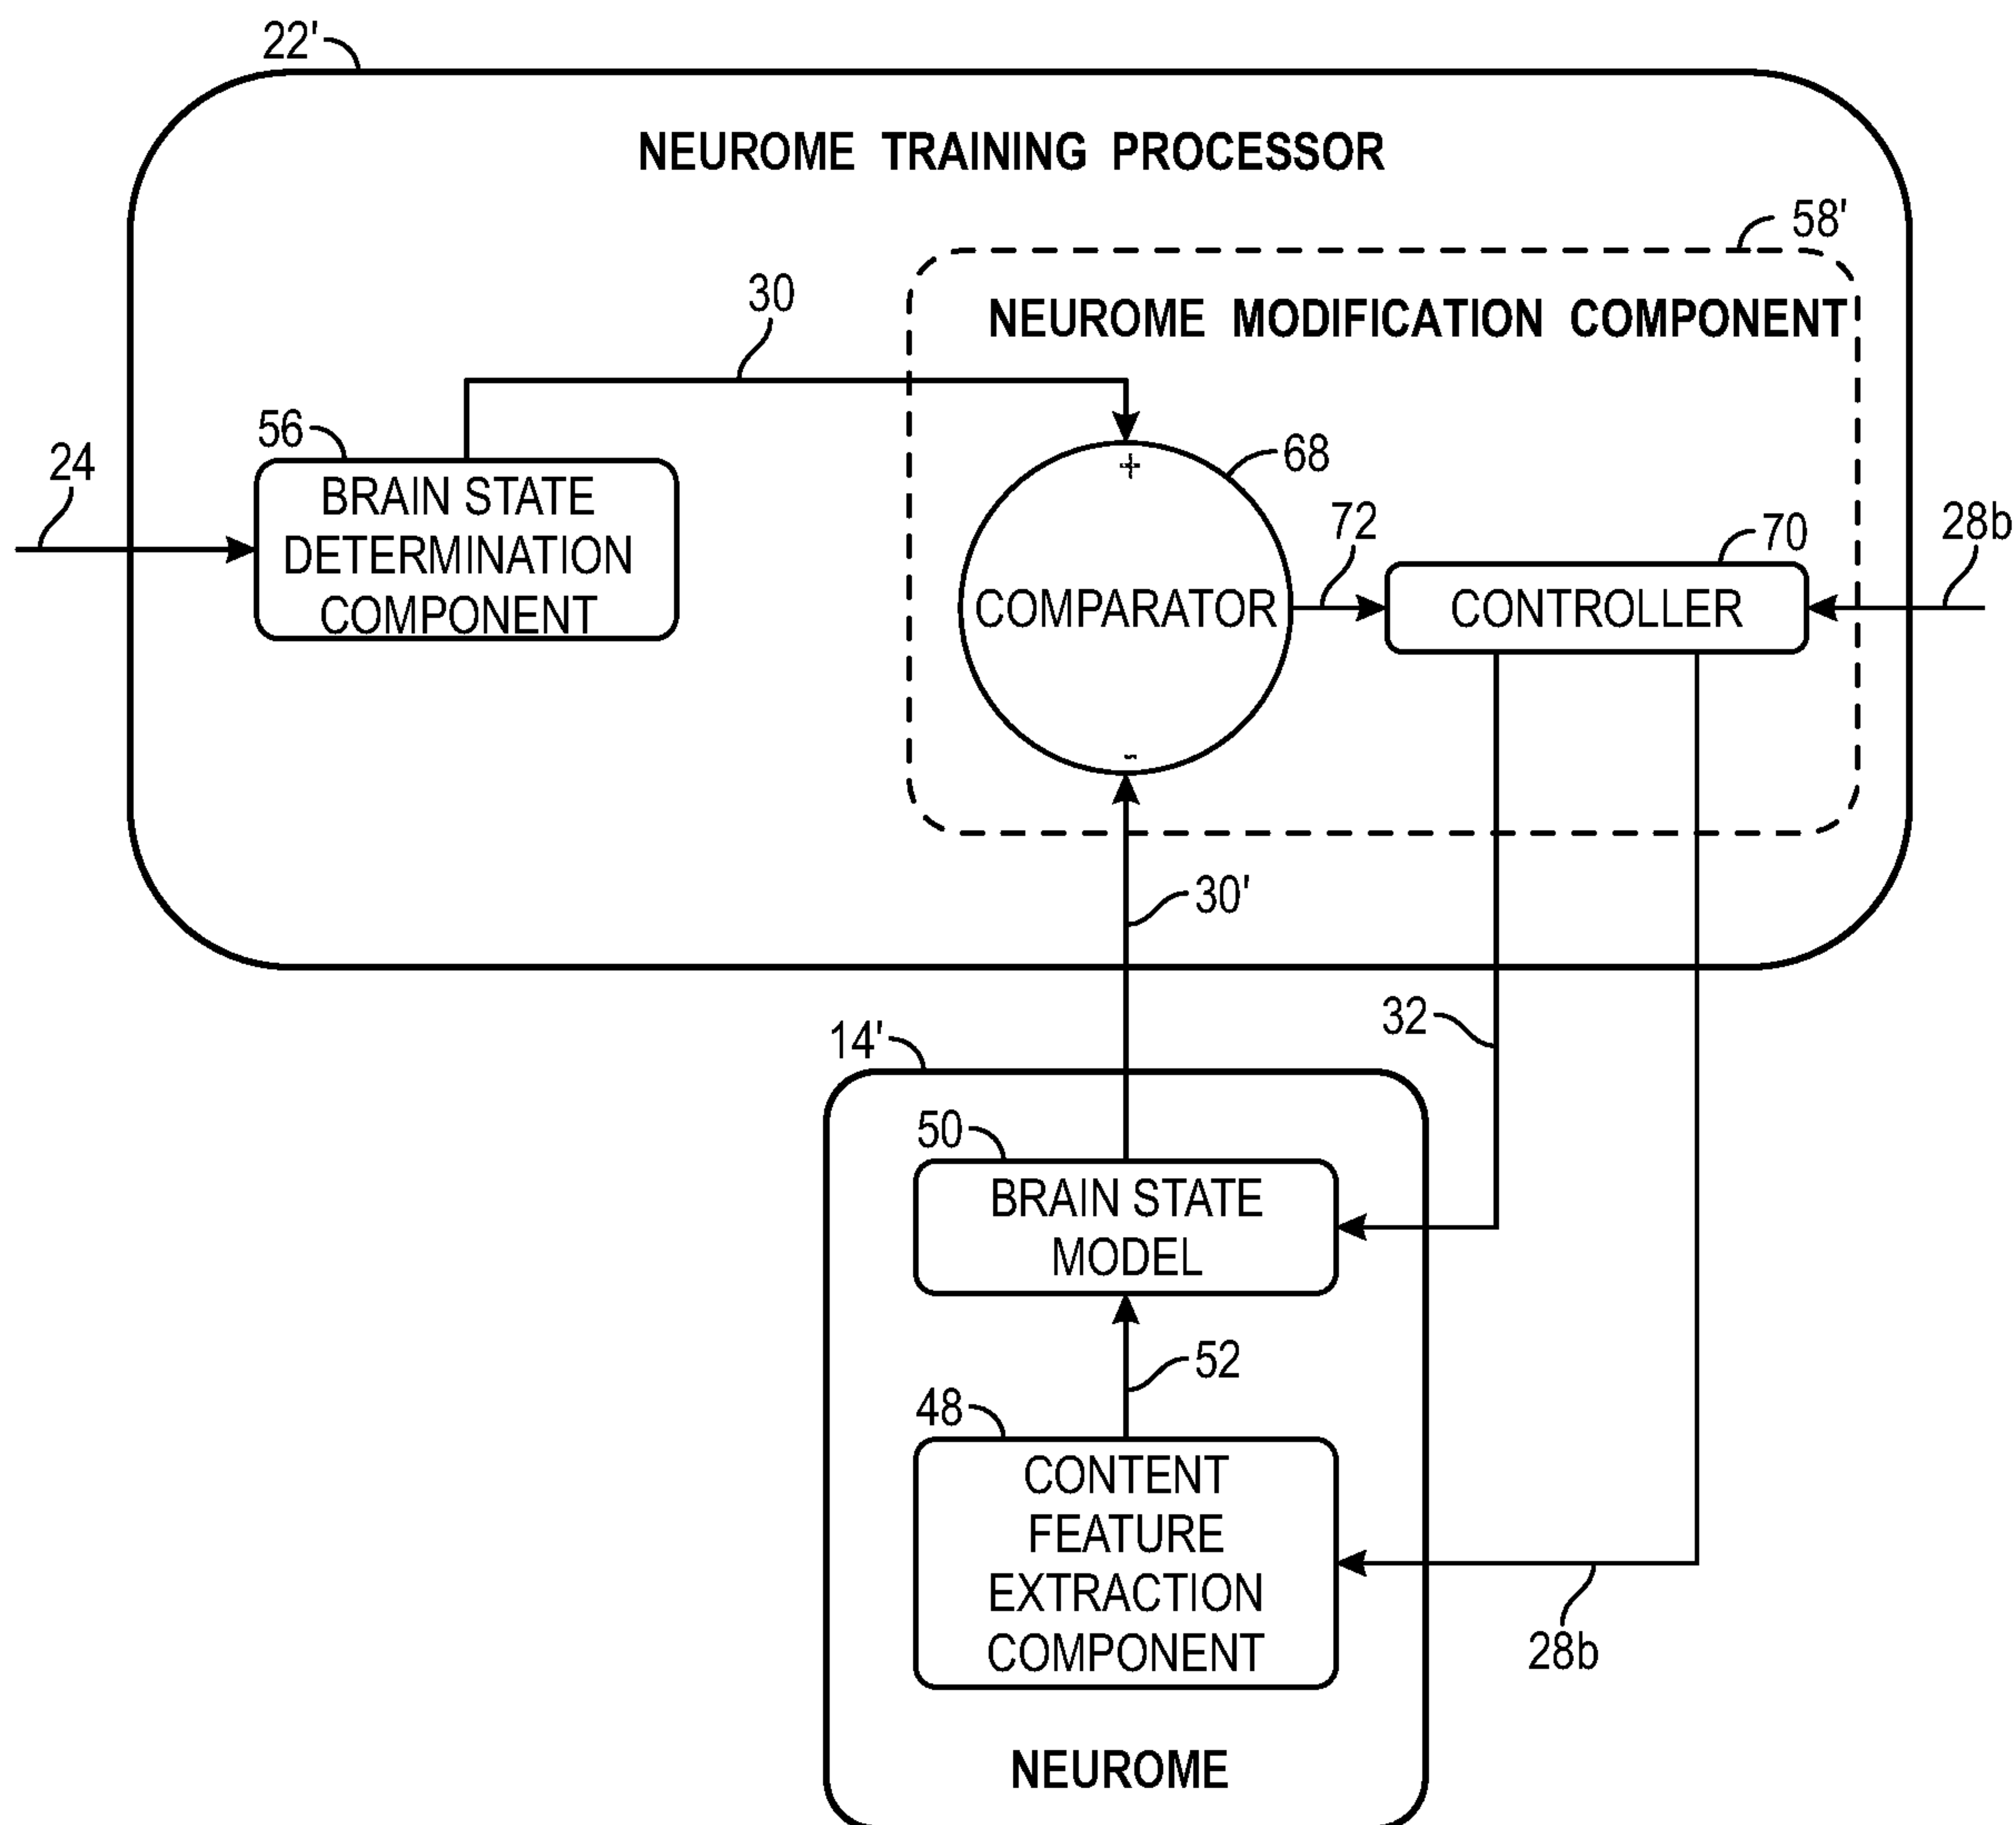 22'
NEUROME TRAINING PROCESSOR
58'
30
NEUROME MODIFICATION COMPONENT
56
24
BRAIN STATE
DETERMINATION
COMPONENT
+
68
72
70
28b
COMPARATOR
CONTROLLER
-
30'
32
14'
50
BRAIN STATE
MODEL
52
48
CONTENT
FEATURE
EXTRACTION
COMPONENT
28b
NEUROME